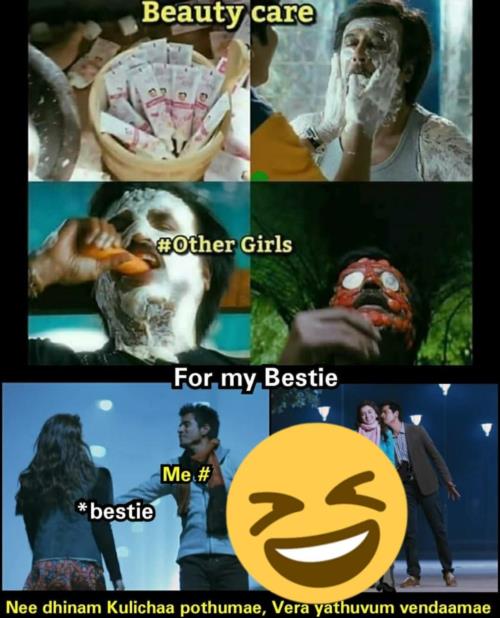 Beauty care
#Other Girls
For my Bestie
Me #
*bestie
Nee dhinam Kulichaa pothumae, Vera yathuvum vendaamae